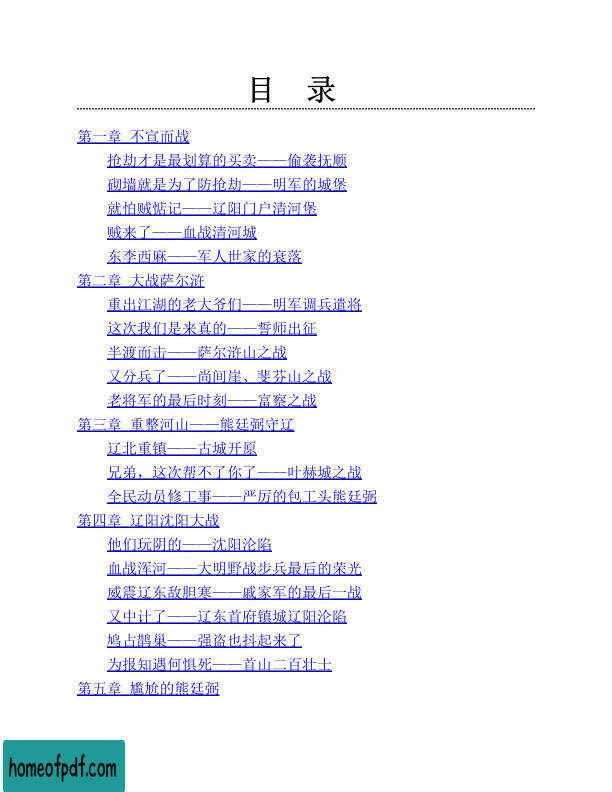 目 录
第一章 不宣而战
抢劫才是最划算的买卖——偷袭抚顺
砌墙就是为了防抢劫——明军的城堡
就怕贼惦记——辽阳门户清河堡
贼来了——血战清河城
东李西麻——军人世家的衰落
第二章 大战萨尔浒
重出江湖的老大爷们——明军调兵遣将
这次我们是来真的——誓师出征
半渡而击——萨尔浒山之战
又分兵了——尚间崖、斐芬山之战
老将军的最后时刻——富察之战
第三章 重整河山——熊廷弼守辽
辽北重镇——古城开原
兄弟，这次帮不了你了——叶赫城之战
全民动员修工事——严厉的包工头熊廷弼
第四章 辽阳沈阳大战
他们玩阴的——沈阳沦陷
血战浑河——大明野战步兵最后的荣光
威震辽东敌胆寒——戚家军的最后一战
又中计了——辽东首府镇城辽阳沦陷
鸠占鹊巢——强盗也抖起来了
为报知遇何惧死——首山二百壮士
第五章 尴尬的熊廷弼
homeofpdf.com